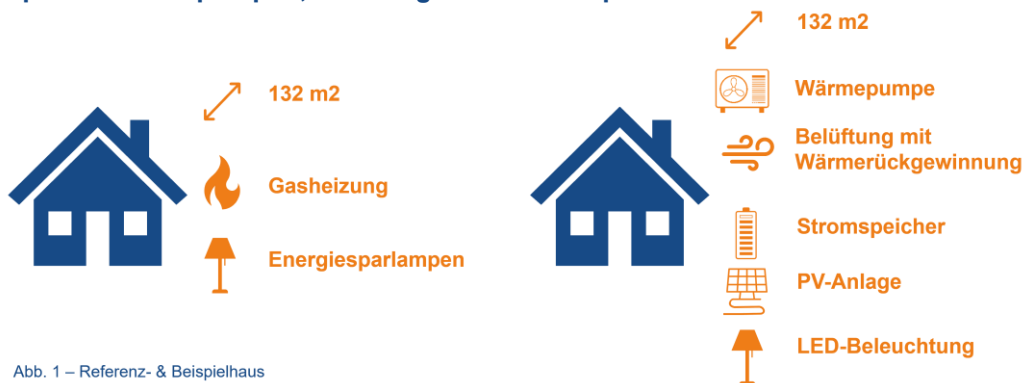 132 m2
Gasheizung
Energiesparlampen
132 m2
Wärmepumpe
Belüftung mit
Wärmerückgewinnung
Stromspeicher
PV-Anlage
LED-Beleuchtung
Abb. 1 – Referenz- & Beispielhaus